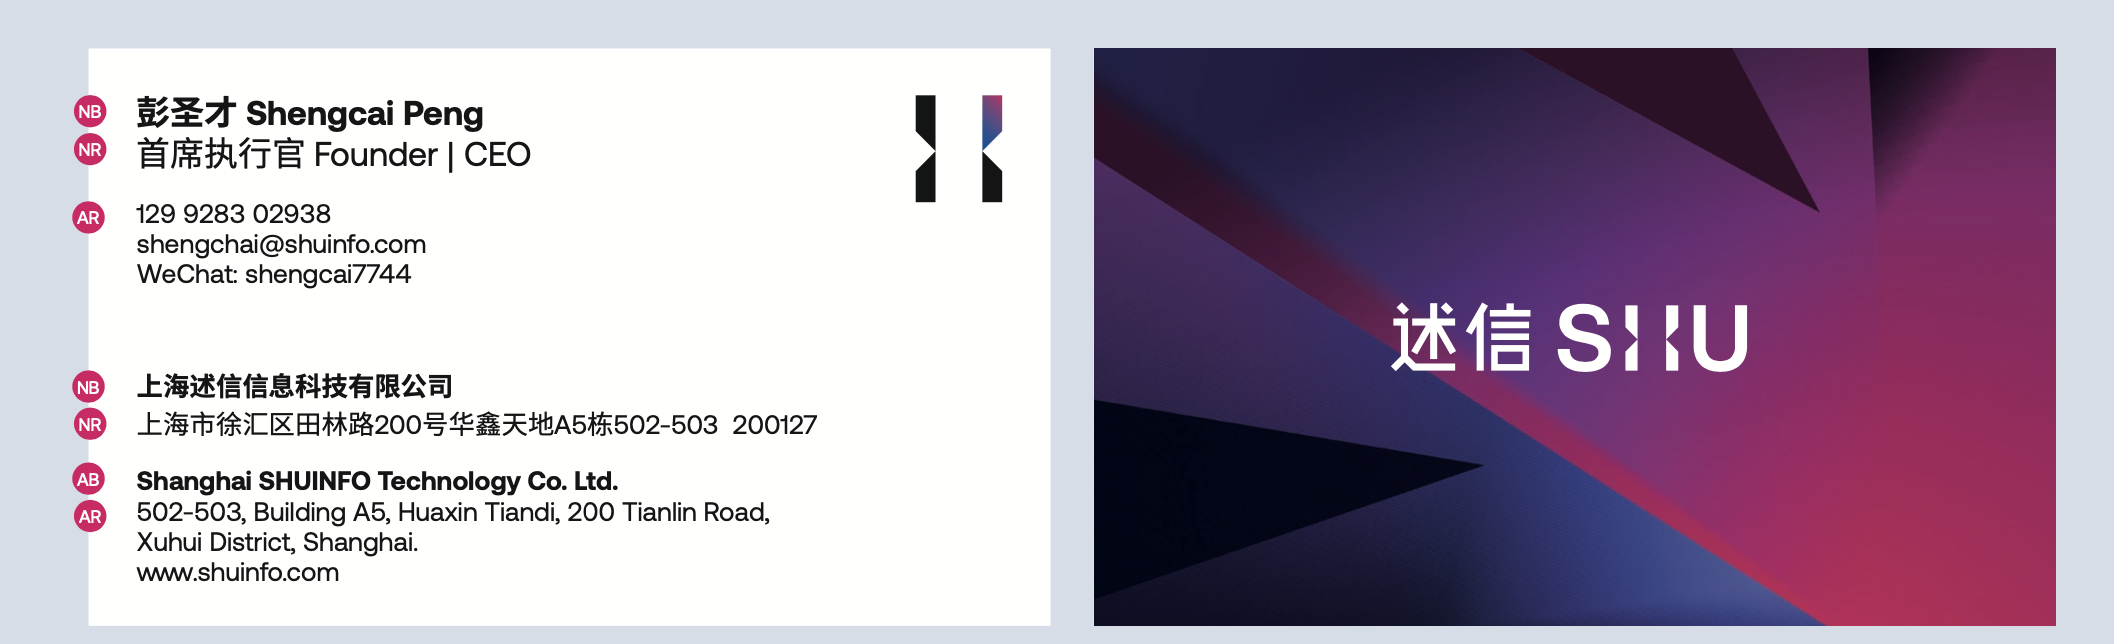 NB 彭圣才 Shengcai Peng
NR 首席执行官 Founder | CEO
AR 129 9283 02938
shengchai@shuinfo.com
WeChat: shengcai7744
NB 上海述信信息科技有限公司
NR 上海市徐汇区田林路200号华鑫天地A5栋502-503 200127
AB Shanghai SHUINFO Technology Co. Ltd.
AR 502-503, Building A5, Huaxin Tiandi, 200 Tianlin Road,
Xuhui District, Shanghai.
www.shuinfo.com
述信 SHU